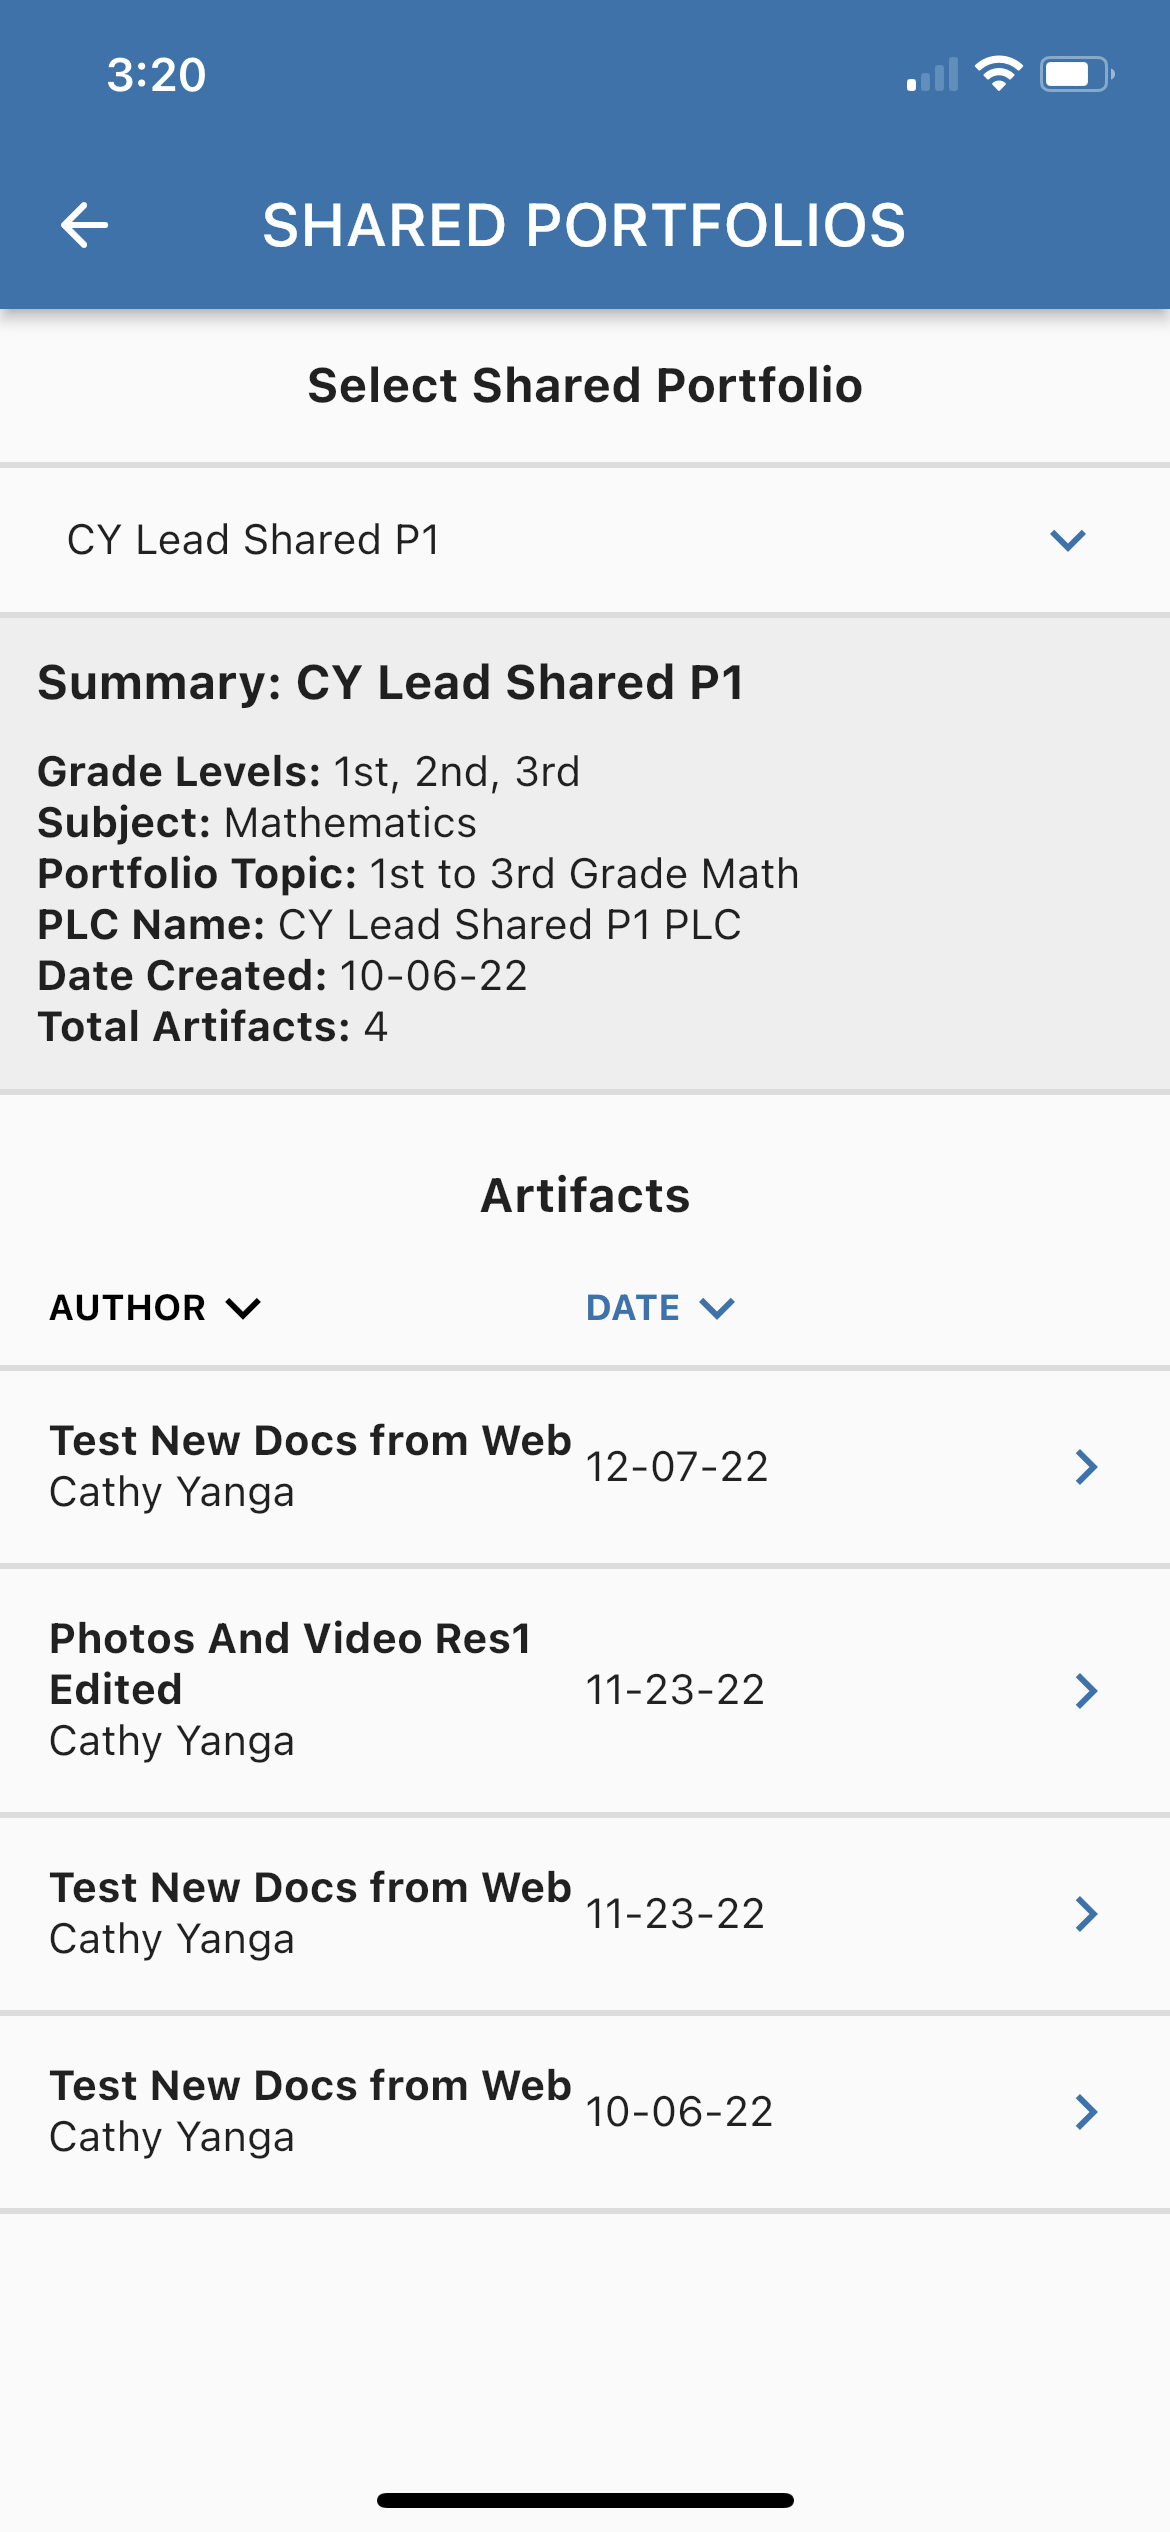 3:20
SHARED PORTFOLIOS
Select Shared Portfolio
CY Lead Shared P1
Summary: CY Lead Shared P1
Grade Levels: 1st, 2nd, 3rd
Subject: Mathematics
Portfolio Topic: 1st to 3rd Grade Math
PLC Name: CY Lead Shared P1 PLC
Date Created: 10-06-22
Total Artifacts: 4
Artifacts
AUTHOR DATE
Test New Docs from Web
Cathy Yanga
12-07-22
Photos And Video Res1
Edited
Cathy Yanga
11-23-22
Test New Docs from Web
Cathy Yanga
11-23-22
Test New Docs from Web
Cathy Yanga
10-06-22